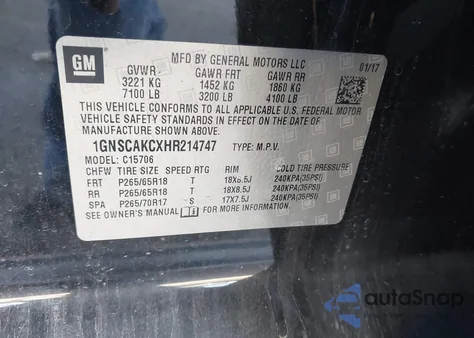 GM
MFD BY GENERAL MOTORS LLC 01/17
GVWR GAWR FRT GAWR RR
3221 KG 1452 KG 1860 KG
7100 LB 3200 LB 4100 LB
THIS VEHICLE CONFORMS TO ALL APPLICABLE U.S. FEDERAL MOTOR
VEHICLE SAFETY STANDARDS IN EFFECT ON THE DATE OF
MANUFACTURE SHOWN ABOVE.
1GNSCAKCXHR214747 TYPE: M.P.V.
MODEL: C15706
CHFW TIRE SIZE SPEED RTG RIM COLD TIRE PRESSURE
FRT P265/65R18 T 18X8.5J 240KPA(35PSI)
RR P265/65R18 T 18X8.5J 240KPA(35PSI)
SPA P265/70R17 S 17X7.5J 240KPA(35PSI)
SEE OWNER'S MANUAL FOR MORE INFORMATION.
autoSnap